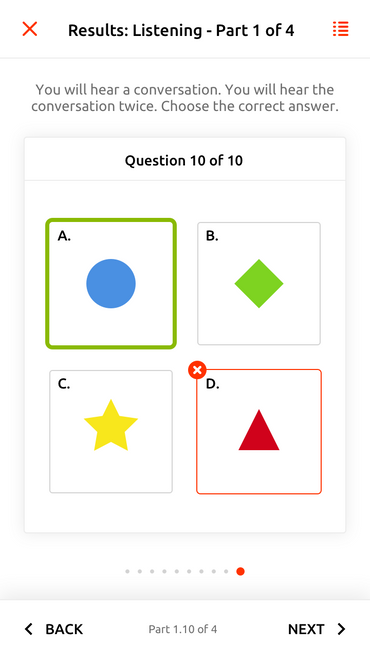 Results: Listening - Part 1 of 4
You will hear a conversation. You will hear the
conversation twice. Choose the correct answer.
Question 10 of 10
A.
B.
C.
D.
BACK
Part 1.10 of 4
NEXT